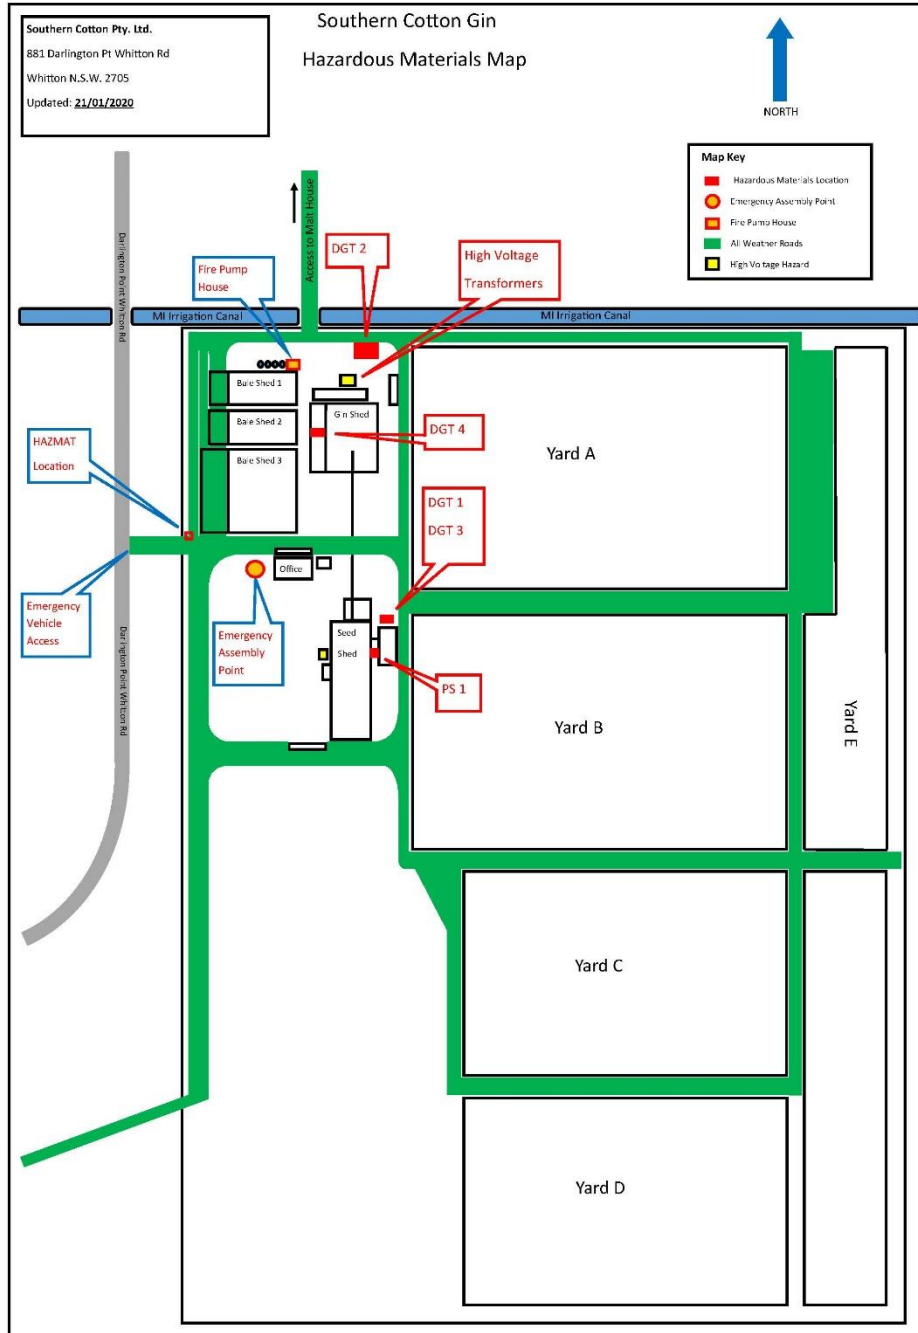 Southern Cotton Gin
Hazardous Materials Map
Southern Cotton Pty. Ltd.
881 Darlington Pt Whitton Rd
Whitton N.S.W. 2705
Updated: 21/01/2020
NORTH
Map Key
Hazardous Materials Location
Emergency Assembly Point
Fire Pump House
All Weather Roads
High Voltage Hazard
Darlington Point Whitton Rd
Access to Malt House
DGT 2
High Voltage
Transformers
Fire Pump
House
MI Irrigation Canal
MI Irrigation Canal
Bale Shed 1
Bale Shed 2
Bale Shed 3
Gin Shed
DGT 4
HAZMAT
Location
Yard A
DGT 1
DGT 3
Office
Emergency
Vehicle
Access
Emergency
Assembly
Point
Seed
Shed
PS 1
Darlington Point Whitton Rd
Yard B
Yard E
Yard C
Yard D